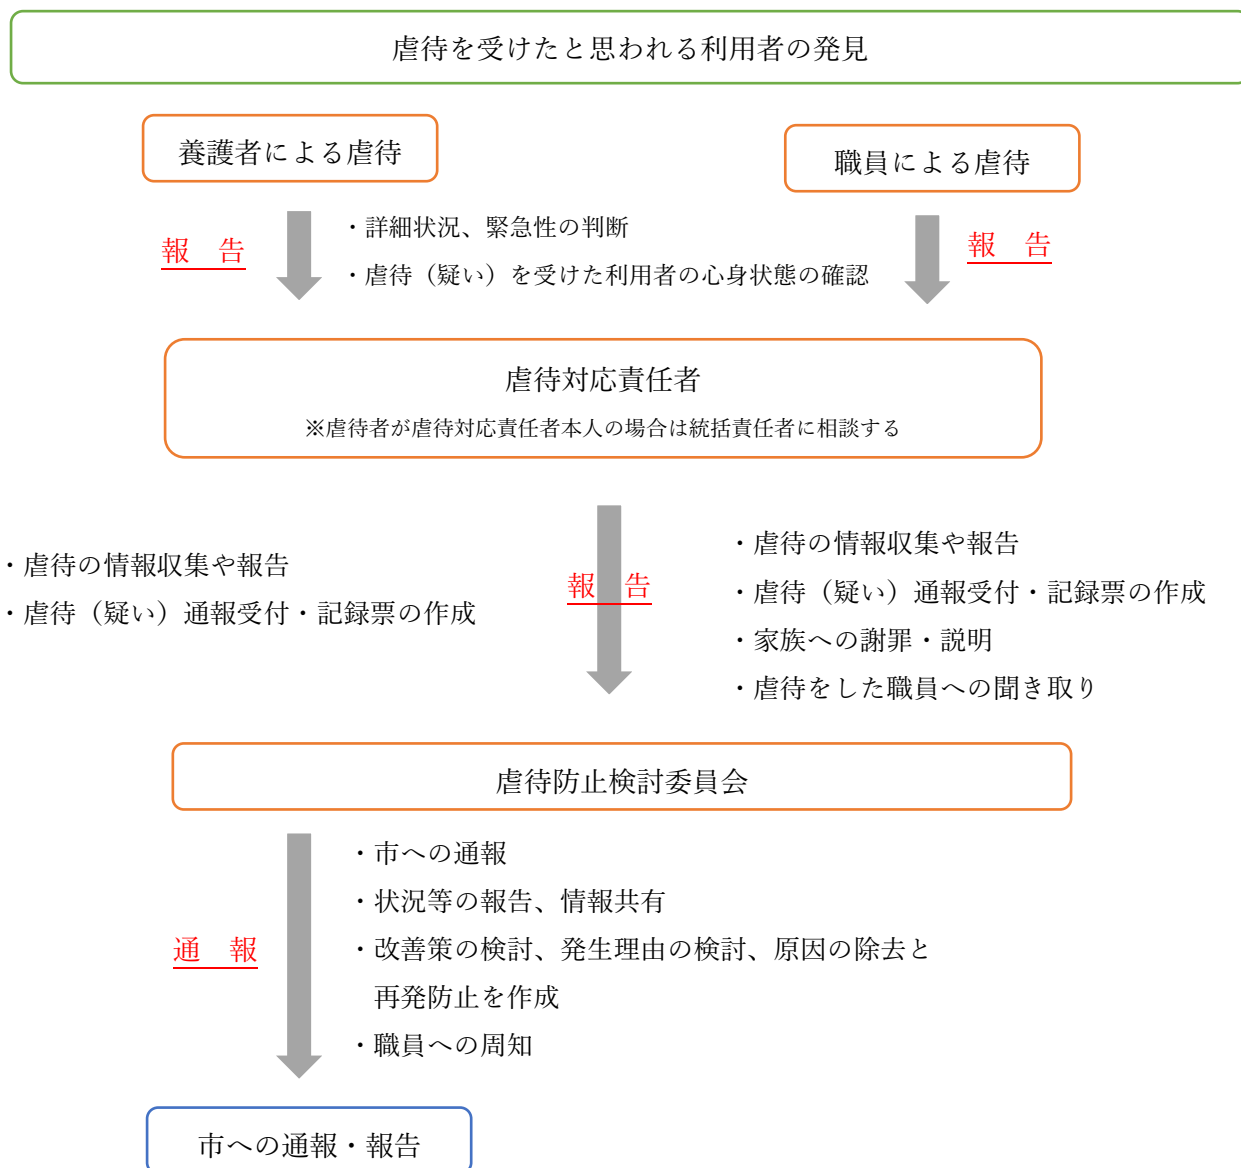 虐待を受けたと思われる利用者の発見
養護者による虐待
職員による虐待
報　告
・詳細状況、緊急性の判断
・虐待（疑い）を受けた利用者の心身状態の確認
報　告
虐待対応責任者
※虐待者が虐待対応責任者本人の場合は統括責任者に相談する
・虐待の情報収集や報告
・虐待（疑い）通報受付・記録票の作成
報　告
・虐待の情報収集や報告
・虐待（疑い）通報受付・記録票の作成
・家族への謝罪・説明
・虐待をした職員への聞き取り
虐待防止検討委員会
通　報
・市への通報
・状況等の報告、情報共有
・改善策の検討、発生理由の検討、原因の除去と
再発防止を作成
・職員への周知
市への通報・報告